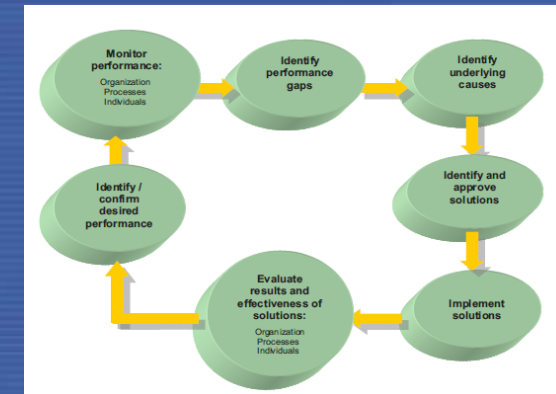 Monitor
performance:
Organization
Processes
Individuals
Identify
performance
gaps
Identify
underlying
causes
Identify and
approve
solutions
Implement
solutions
Evaluate
results and
effectiveness of
solutions:
Organization
Processes
Individuals
Identify /
confirm
desired
performance